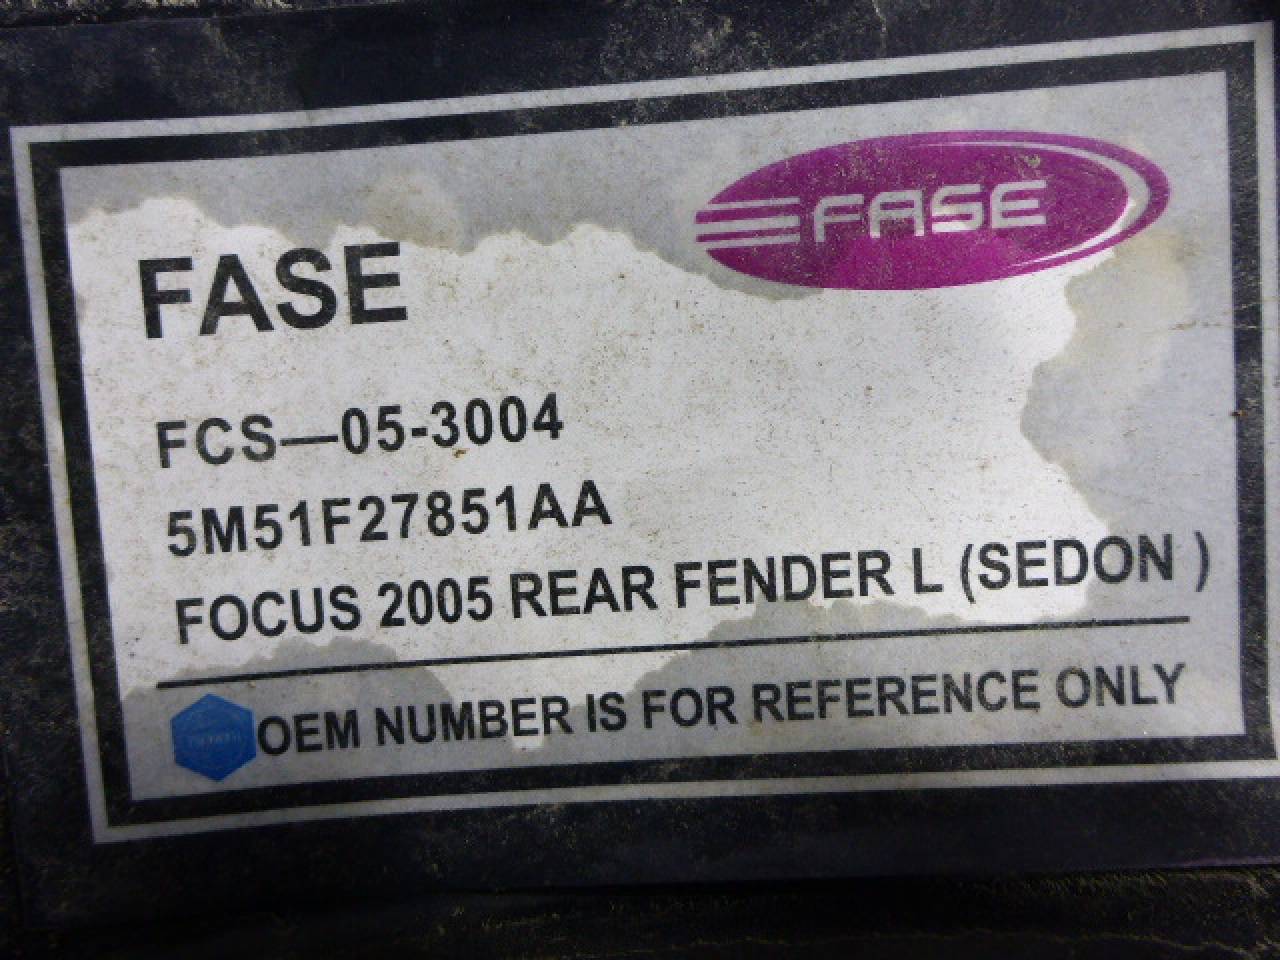 FASE
FASE
FCS—05-3004
5M51F27851AA
FOCUS 2005 REAR FENDER L (SEDON )
OEM NUMBER IS FOR REFERENCE ONLY